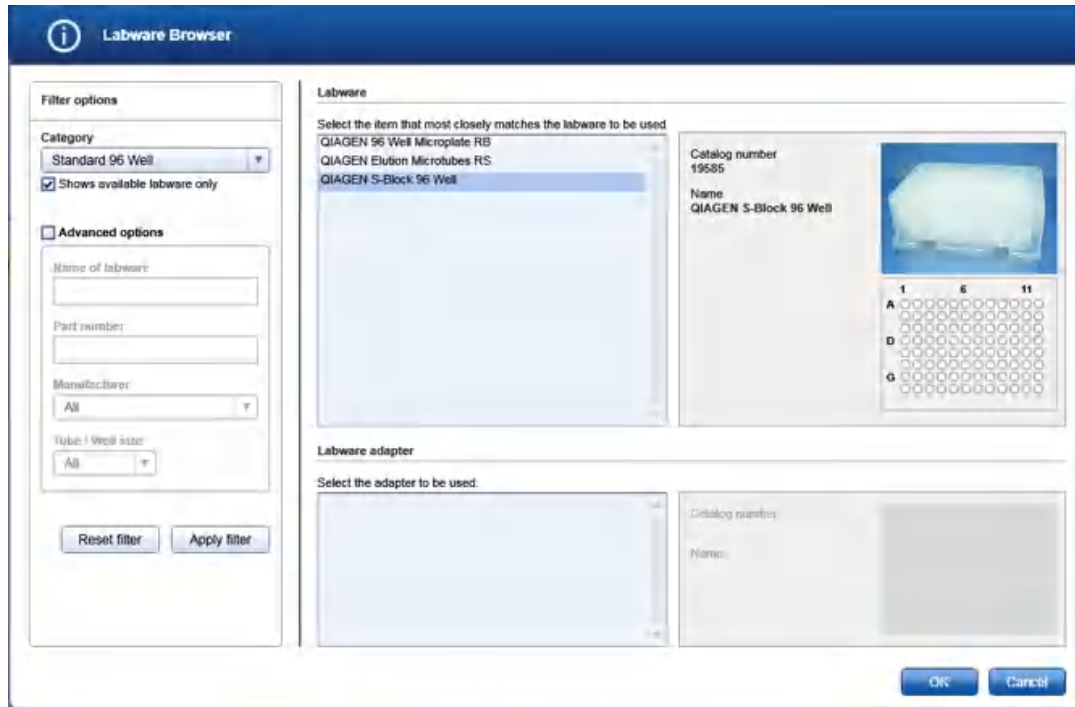 Labware Browser
Filter options
Category
Standard 96 Well
Shows available labware only
Advanced options
Name of labware
Part number
Manufacturer
All
Tube / Well size
All
Reset filter
Apply filter
Labware
Select the item that most closely matches the labware to be used
QIAGEN 96 Well Microplate RB
QIAGEN Elution Microtubes RS
QIAGEN S-Block 96 Well
Catalog number
19585
Name
QIAGEN S-Block 96 Well
1 6 11
A
D
G
Labware adapter
Select the adapter to be used.
Catalog number
Name
OK
Cancel